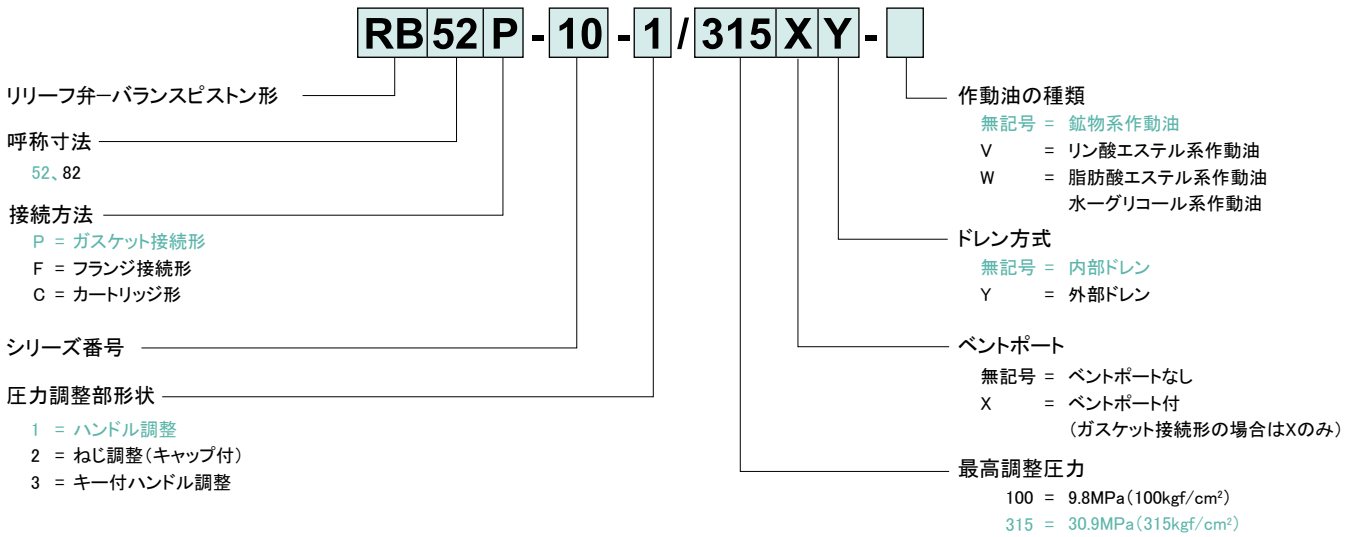 RB52P-10-1/315XY-
リリーフ弁ーバランスピストン形
呼称寸法
52、82
接続方法
P = ガスケット接続形
F = フランジ接続形
C = カートリッジ形
シリーズ番号
圧力調整部形状
1 = ハンドル調整
2 = ねじ調整（キャップ付）
3 = キー付ハンドル調整
作動油の種類
無記号 = 鉱物系作動油
V = リン酸エステル系作動油
W = 脂肪酸エステル系作動油
水ーグリコール系作動油
ドレン方式
無記号 = 内部ドレン
Y = 外部ドレン
ベントポート
無記号 = ベントポートなし
X = ベントポート付
（ガスケット接続形の場合はXのみ）
最高調整圧力
100 = 9.8MPa（100kgf/cm²）
315 = 30.9MPa（315kgf/cm²）